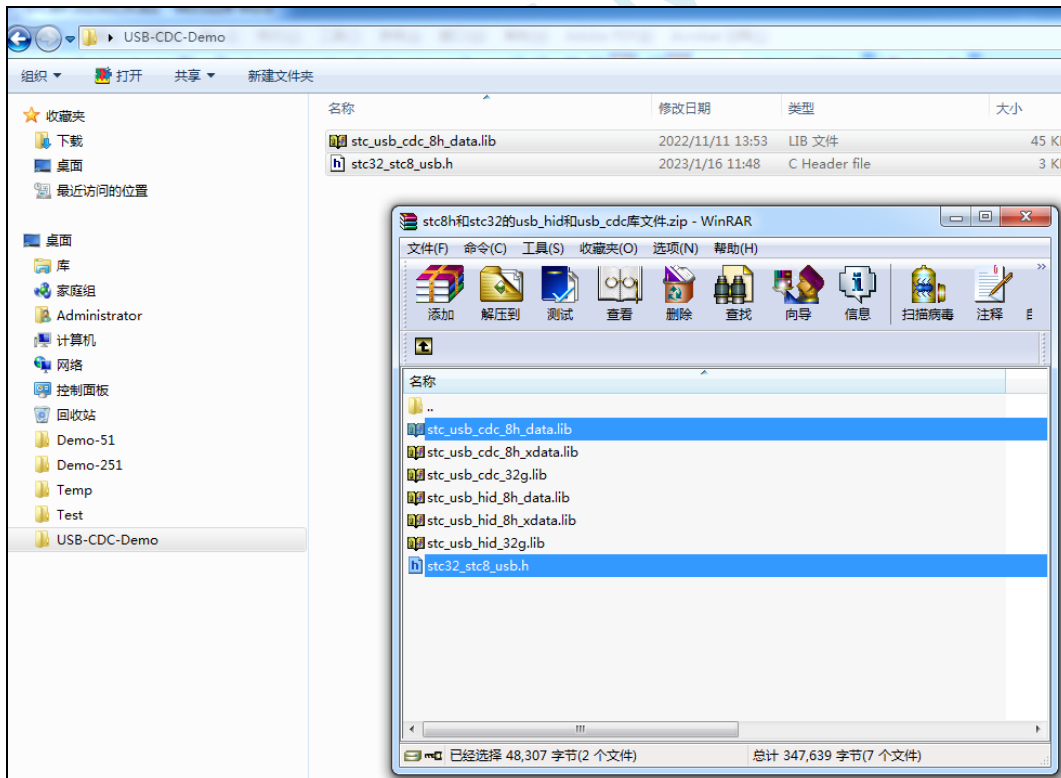 USB-CDC-Demo
组织 打开 共享 新建文件夹
收藏夹
下载
桌面
最近访问的位置
桌面
库
家庭组
Administrator
计算机
网络
控制面板
回收站
Demo-51
Demo-251
Temp
Test
USB-CDC-Demo
名称 修改日期 类型 大小
stc_usb_cdc_8h_data.lib 2022/11/11 13:53 LIB 文件 45 K
stc32_stc8_usb.h 2023/1/16 11:48 C Header file 3 K
stc8h和stc32的usb_hid和usb_cdc库文件.zip - WinRAR
文件(F) 命令(C) 工具(S) 收藏夹(O) 选项(N) 帮助(H)
添加 解压到 测试 查看 删除 查找 向导 信息 扫描病毒 注释
名称
..
stc_usb_cdc_8h_data.lib
stc_usb_cdc_8h_xdata.lib
stc_usb_cdc_32g.lib
stc_usb_hid_8h_data.lib
stc_usb_hid_8h_xdata.lib
stc_usb_hid_32g.lib
stc32_stc8_usb.h
已经选择 48,307 字节(2 个文件) 总计 347,639 字节(7 个文件)